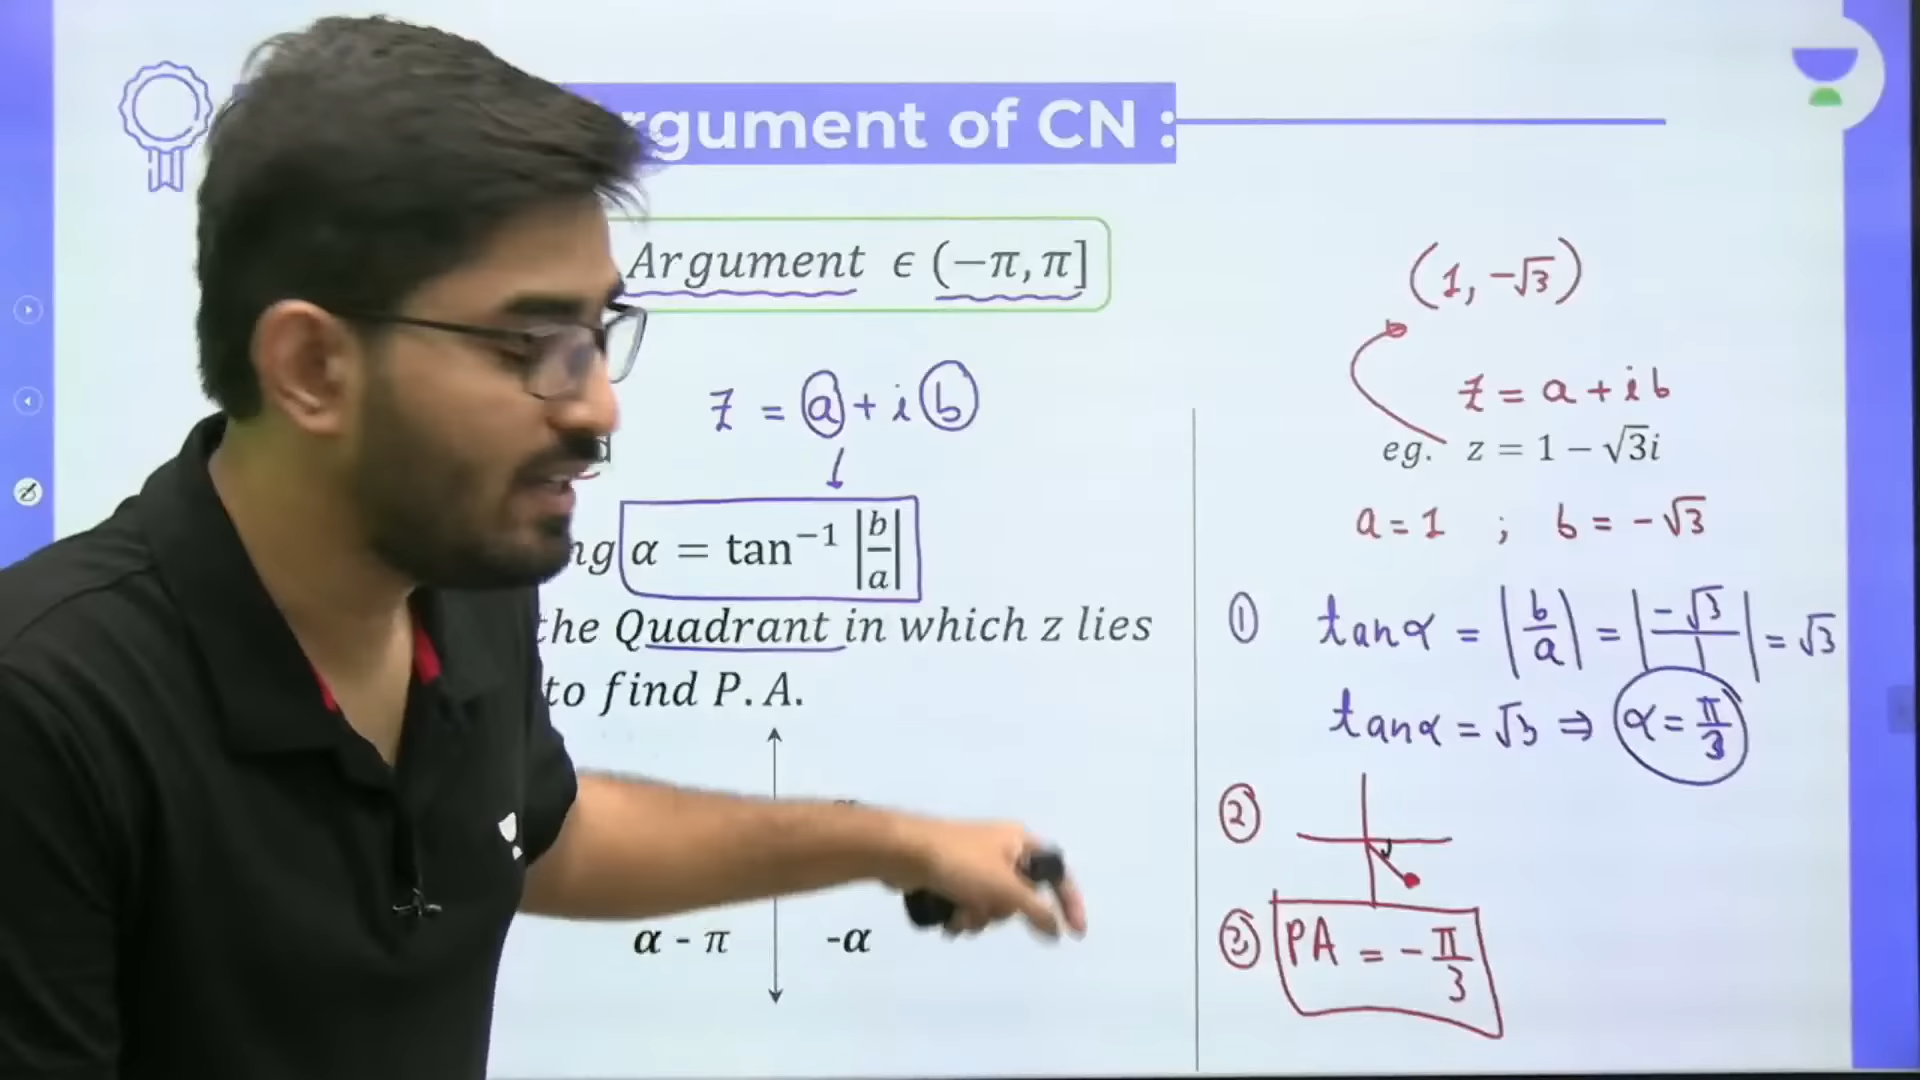 rgument of CN :
Argument ϵ (−π, π]
z = a + i b
ng α = tan⁻¹ |b/a|
the Quadrant in which z lies
to find P. A.
α - π
-α
(1, −√3)
z = a + i b
eg. z = 1 − √3i
a = 1 ; b = −√3
① tanα = |b/a| = |−√3/1| = √3
tanα = √3 ⇒ α = π/3
②
③ PA = −π/3